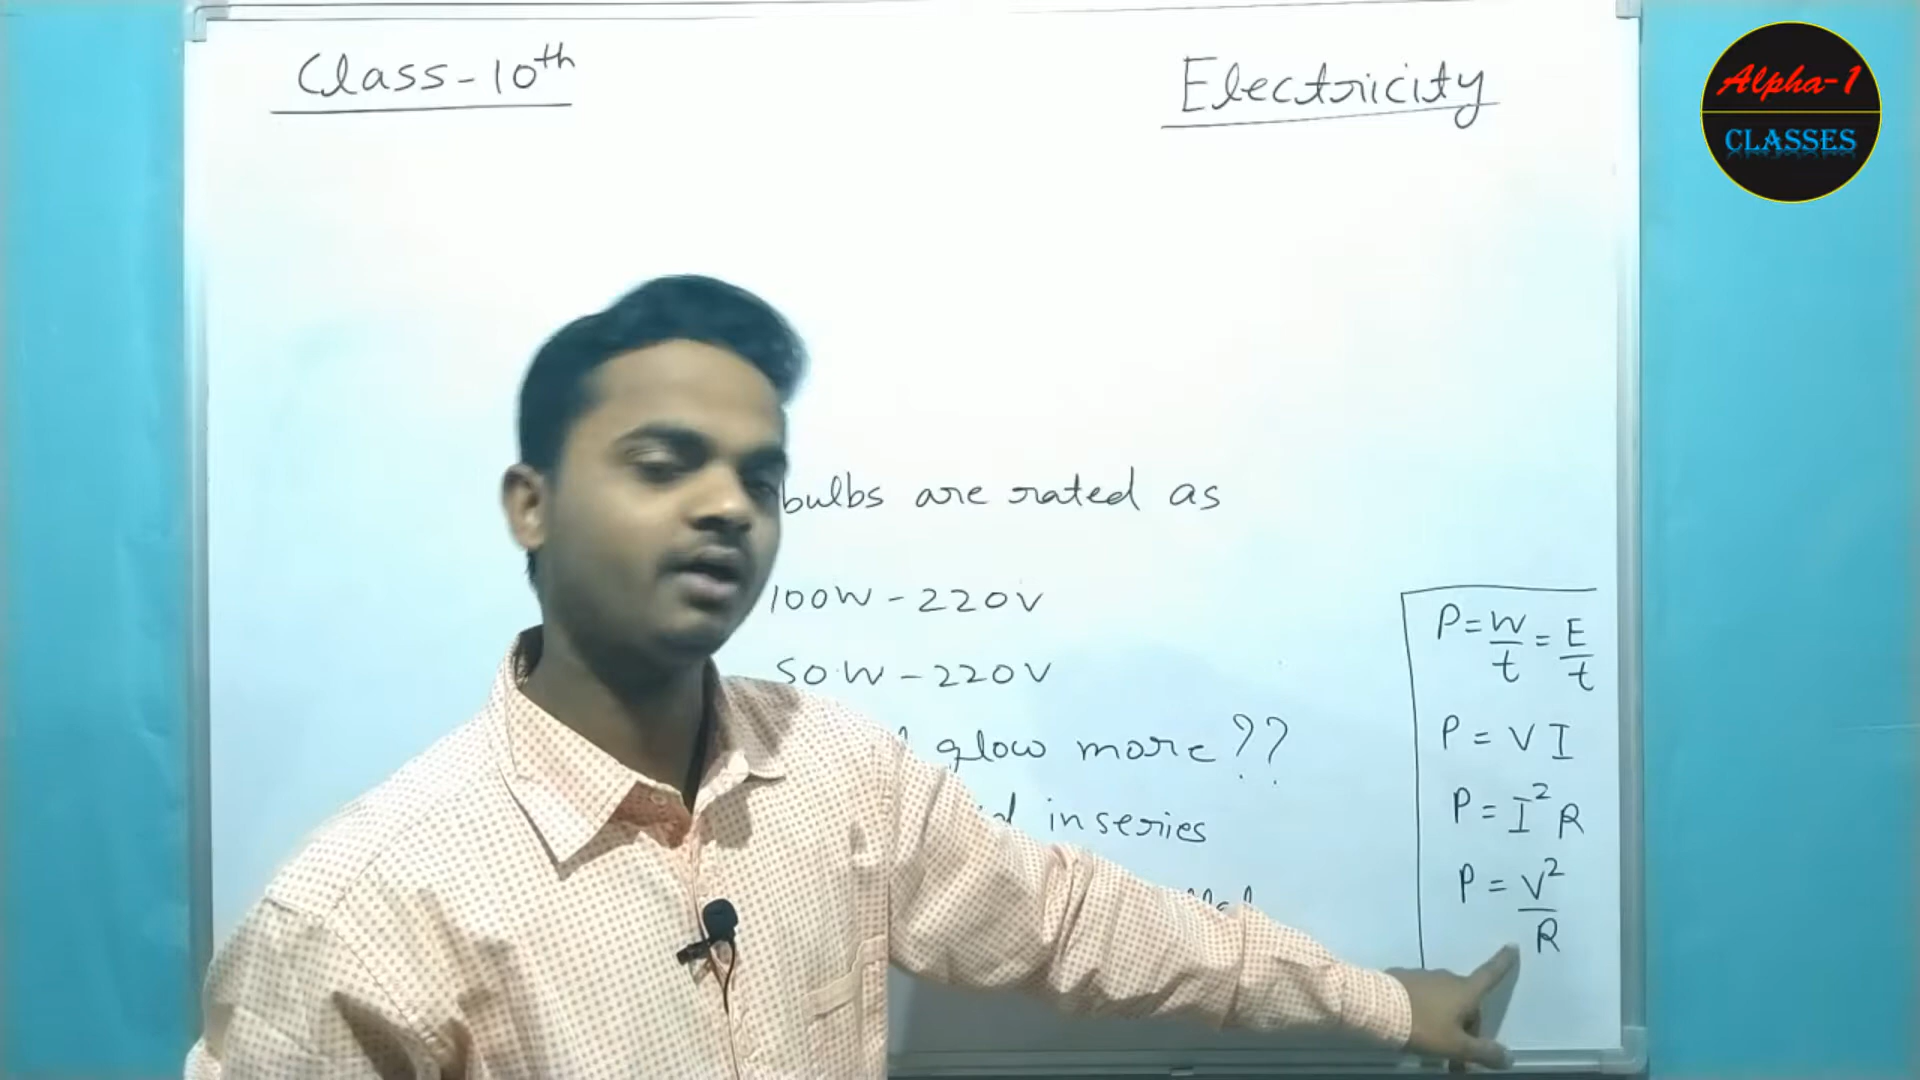 Class-10th
Electricity
Alpha-1
CLASSES
bulbs are rated as
100W-220V
50W-220V
glow more??
in series
P=W/t=E/t
P=VI
P=I²R
P=V²/R